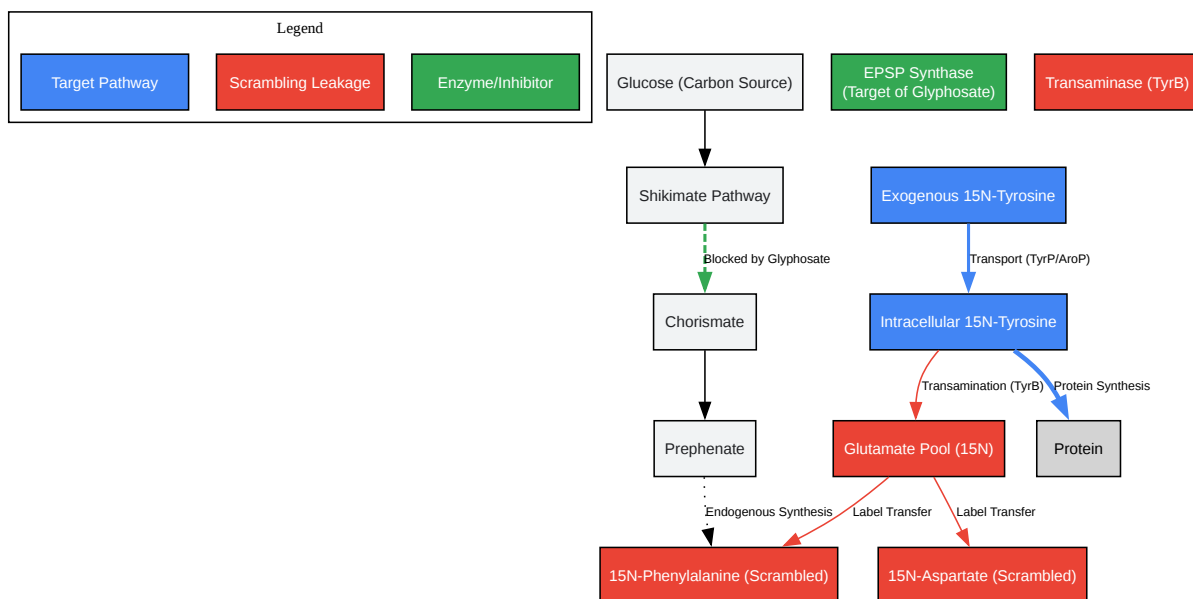 Legend
Target Pathway
Scrambling Leakage
Enzyme/Inhibitor
Glucose (Carbon Source)
EPSP Synthase
(Target of Glyphosate)
Transaminase (TyrB)
Shikimate Pathway
Exogenous 15N-Tyrosine
Blocked by Glyphosate
Transport (TyrP/AroP)
Chorismate
Intracellular 15N-Tyrosine
Transamination (TyrB)
Protein Synthesis
Prephenate
Glutamate Pool (15N)
Protein
Endogenous Synthesis
Label Transfer
Label Transfer
15N-Phenylalanine (Scrambled)
15N-Aspartate (Scrambled)